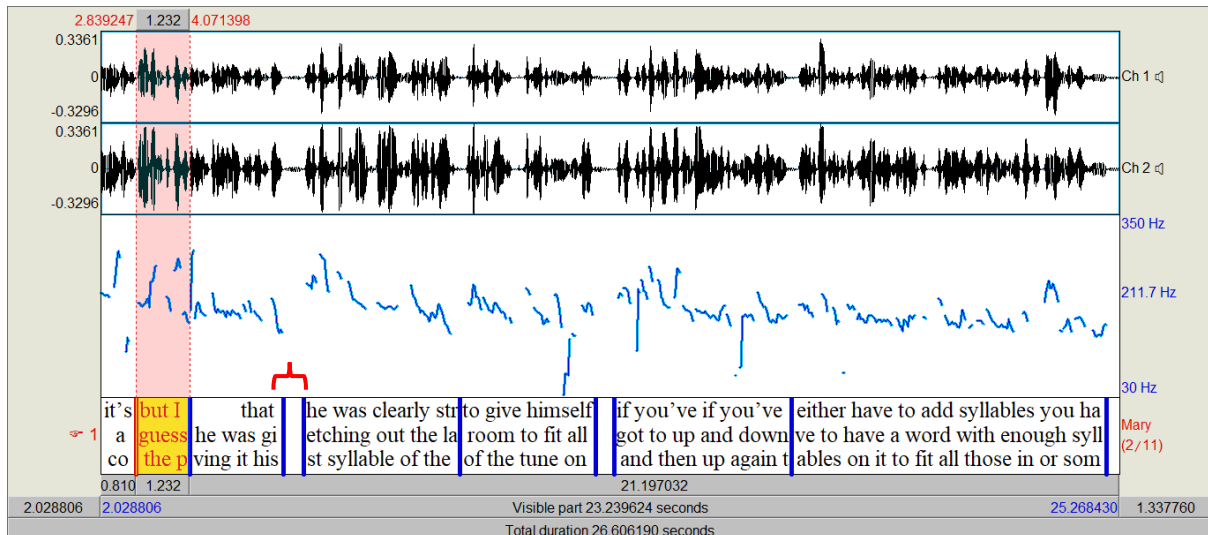 2.839247 1.232 4.071398
0.3361
0
-0.3296
Ch 1
0.3361
0
-0.3296
Ch 2
350 Hz
211.7 Hz
30 Hz
1
it's
a
co
but I
guess
the p
that
he was gi
ving it his
he was clearly str
etching out the la
st syllable of the
to give himself
room to fit all
of the tune on
if you've if you've
got to up and down
and then up again t
either have to add syllables you ha
ve to have a word with enough syll
ables on it to fit all those in or som
Mary
(2/11)
0.810 1.232 21.197032
2.028806 2.028806 Visible part 23.239624 seconds 25.268430 1.337760
Total duration 26.606190 seconds